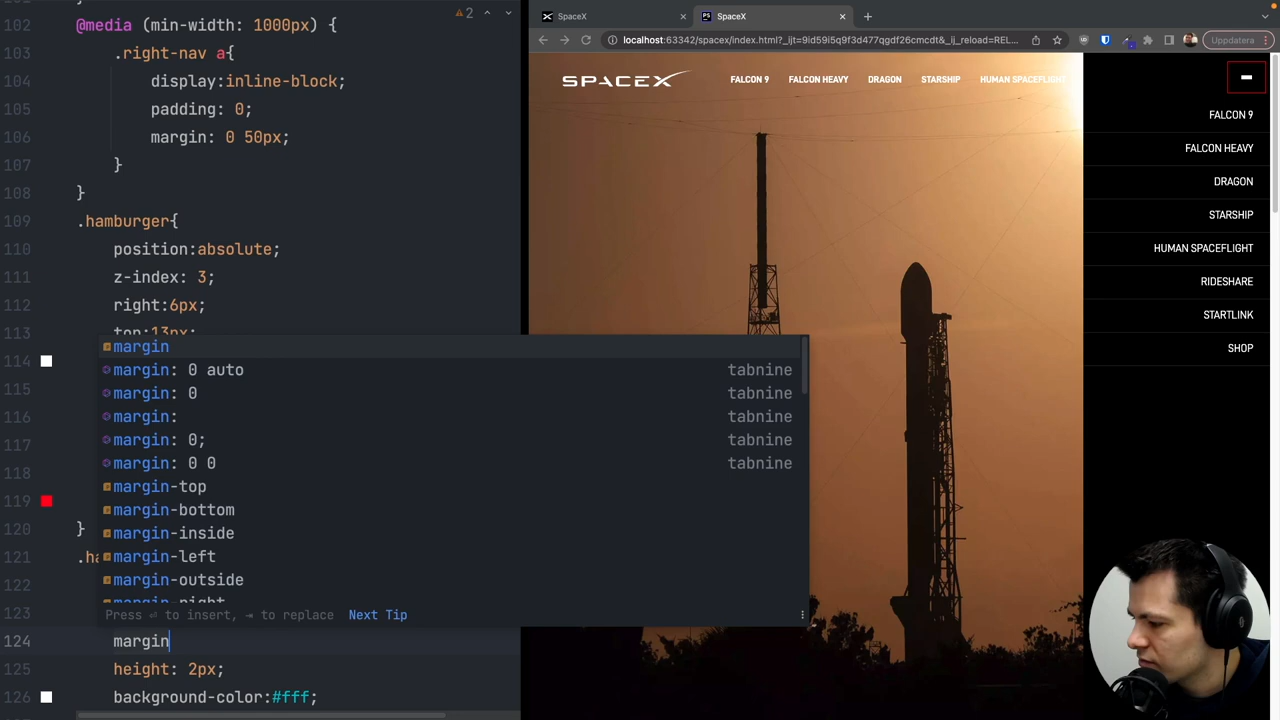 102 @media (min-width: 1000px) {
103 .right-nav a{
104 display:inline-block;
105 padding: 0;
106 margin: 0 50px;
107 }
108 }
109 .hamburger{
110 position:absolute;
111 z-index: 3;
112 right:6px;
113 top:13px;
114
115
116
117
118
119
120 }
121 .ha
122
123
124 margin
125 height: 2px;
126 background-color:#fff;
2
margin
margin: 0 auto tabnine
margin: 0 tabnine
margin: tabnine
margin: 0; tabnine
margin: 0 0 tabnine
margin-top
margin-bottom
margin-inside
margin-left
margin-outside
margin-right
Press ⏎ to insert, ⇥ to replace Next Tip
SpaceX
SpaceX
localhost:63342/spacex/index.html?_ijt=9id59i5q9f3d477qgdf26cmcdt&_ij_reload=REL...
Uppdatera
SPACEX
FALCON 9 FALCON HEAVY DRAGON STARSHIP HUMAN SPACEFLIGHT
FALCON 9
FALCON HEAVY
DRAGON
STARSHIP
HUMAN SPACEFLIGHT
RIDESHARE
STARTLINK
SHOP